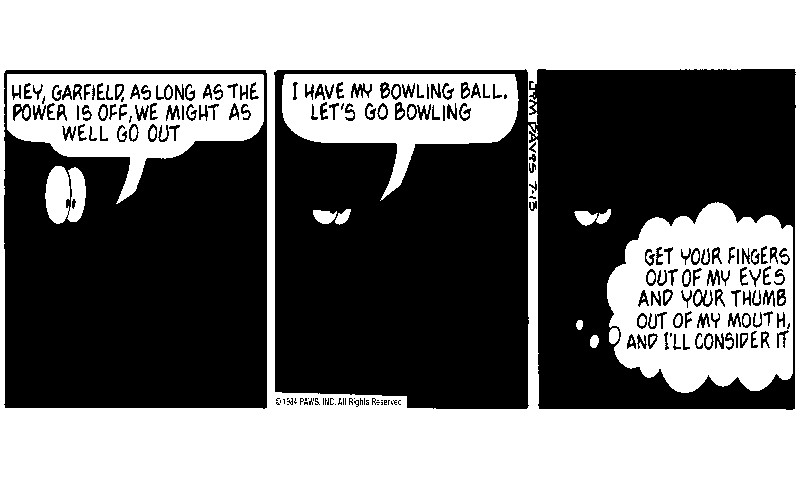 HEY, GARFIELD, AS LONG AS THE
POWER IS OFF, WE MIGHT AS
WELL GO OUT
I HAVE MY BOWLING BALL.
LET'S GO BOWLING
© 1984 PAWS, INC. All Rights Reserved.
JIM DAVIS 7-13
GET YOUR FINGERS
OUT OF MY EYES
AND YOUR THUMB
OUT OF MY MOUTH,
AND I'LL CONSIDER IT